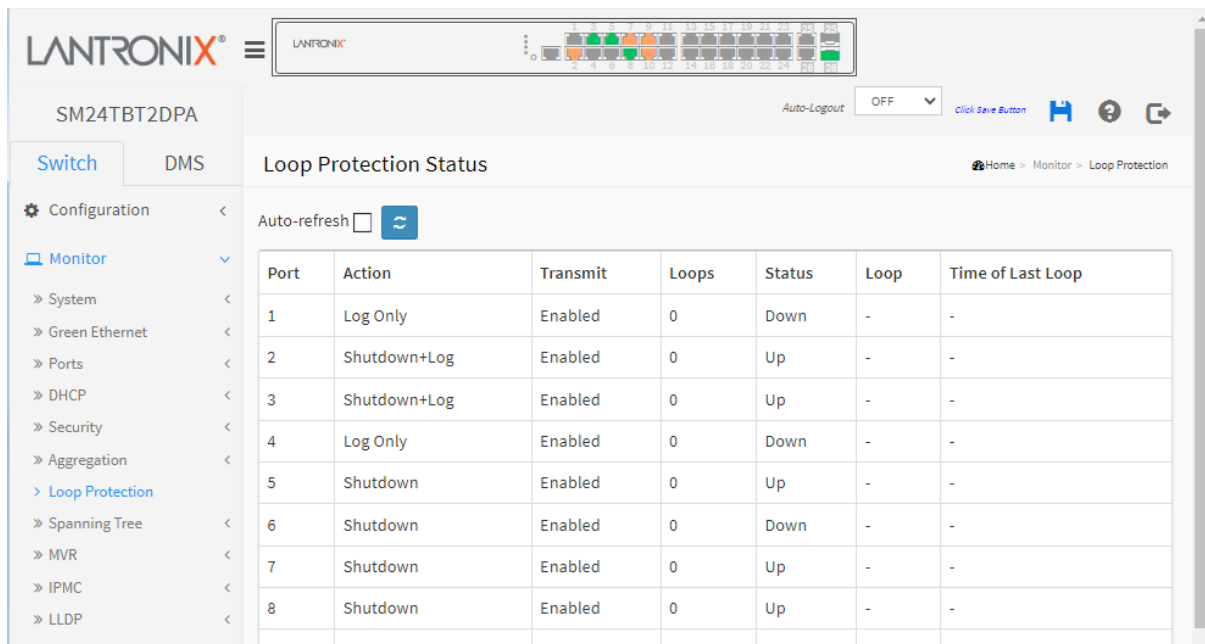 1 3 5 7 9 11 13 15 17 19 21 23
LANTRONIX®
LANTRONIX
2 4 6 8 10 12 14 16 18 20 22 24
SM24TBT2DPA
Auto-Logout OFF Click Save Button
Switch DMS
Loop Protection Status
Home > Monitor > Loop Protection
Configuration
Auto-refresh
Monitor
Port Action Transmit Loops Status Loop Time of Last Loop
» System
1 Log Only Enabled 0 Down - -
» Green Ethernet
2 Shutdown+Log Enabled 0 Up - -
» Ports
3 Shutdown+Log Enabled 0 Up - -
» DHCP
» Security
4 Log Only Enabled 0 Down - -
» Aggregation
5 Shutdown Enabled 0 Up - -
> Loop Protection
6 Shutdown Enabled 0 Down - -
» Spanning Tree
7 Shutdown Enabled 0 Up - -
» MVR
» IPMC
8 Shutdown Enabled 0 Up - -
» LLDP